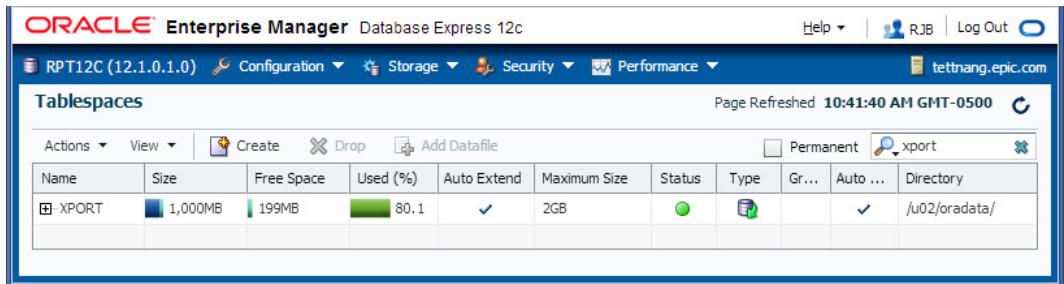 ORACLE Enterprise Manager Database Express 12c Help RJB Log Out
RPT12C (12.1.0.1.0) Configuration Storage Security Performance tettnang.epic.com
Tablespaces Page Refreshed 10:41:40 AM GMT-0500
Actions View Create Drop Add Datafile Permanent xport
Name Size Free Space Used (%) Auto Extend Maximum Size Status Type Gr... Auto ... Directory
XPORT 1,000MB 199MB 80.1 2GB /u02/oradata/